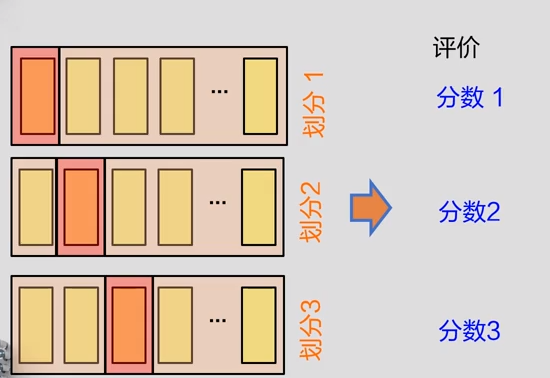 评价
... 划分 1 分数 1
... 划分2 分数2
... 划分3 分数3